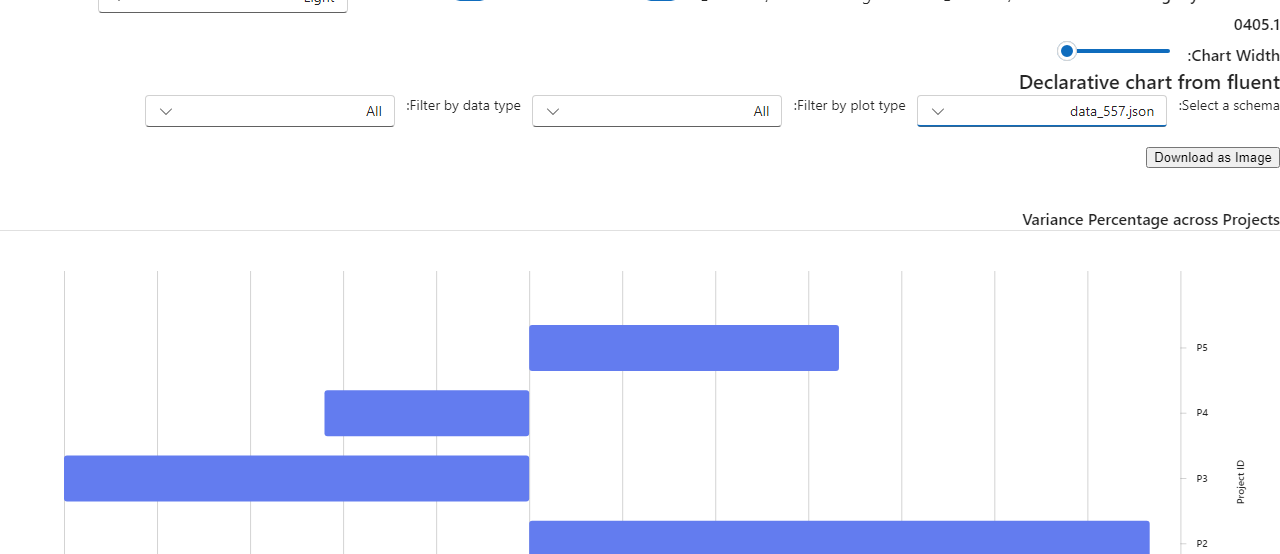 Light
0405.1
:Chart Width
Declarative chart from fluent
:Select a schema data_557.json :Filter by plot type All :Filter by data type All
Download as Image
Variance Percentage across Projects
P5
P4
P3
Project ID
P2